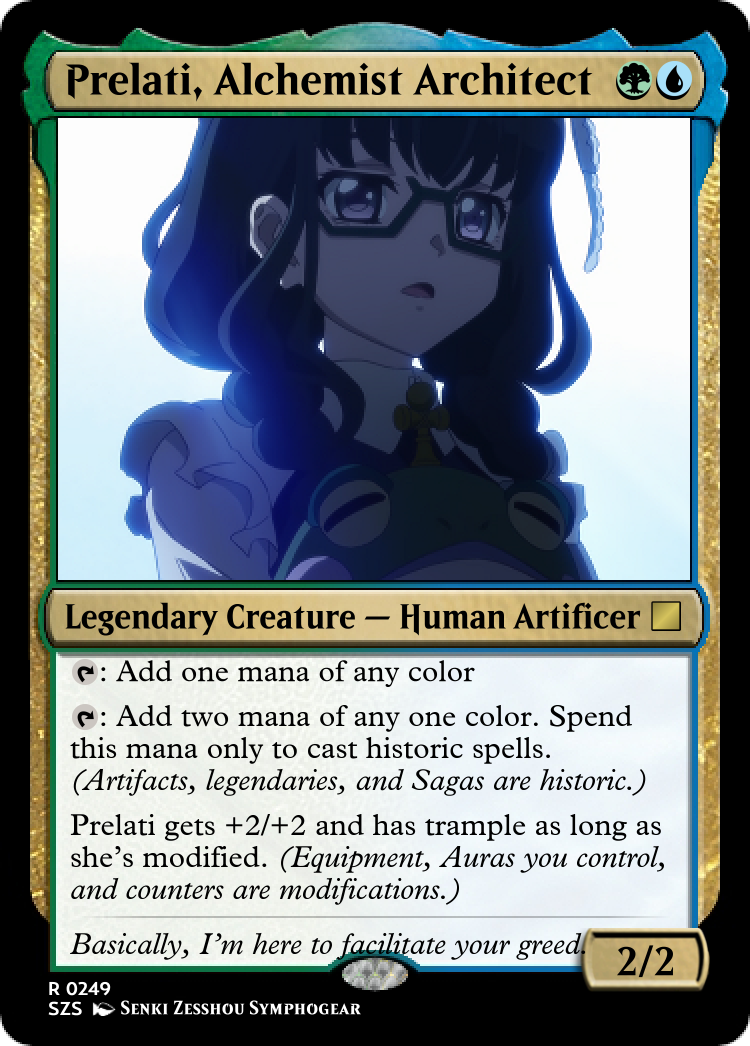 Prelati, Alchemist Architect
Legendary Creature — Human Artificer
: Add one mana of any color
: Add two mana of any one color. Spend
this mana only to cast historic spells.
(Artifacts, legendaries, and Sagas are historic.)
Prelati gets +2/+2 and has trample as long as
she's modified. (Equipment, Auras you control,
and counters are modifications.)
Basically, I'm here to facilitate your greed.
2/2
R 0249
SZS Senki Zesshou Symphogear